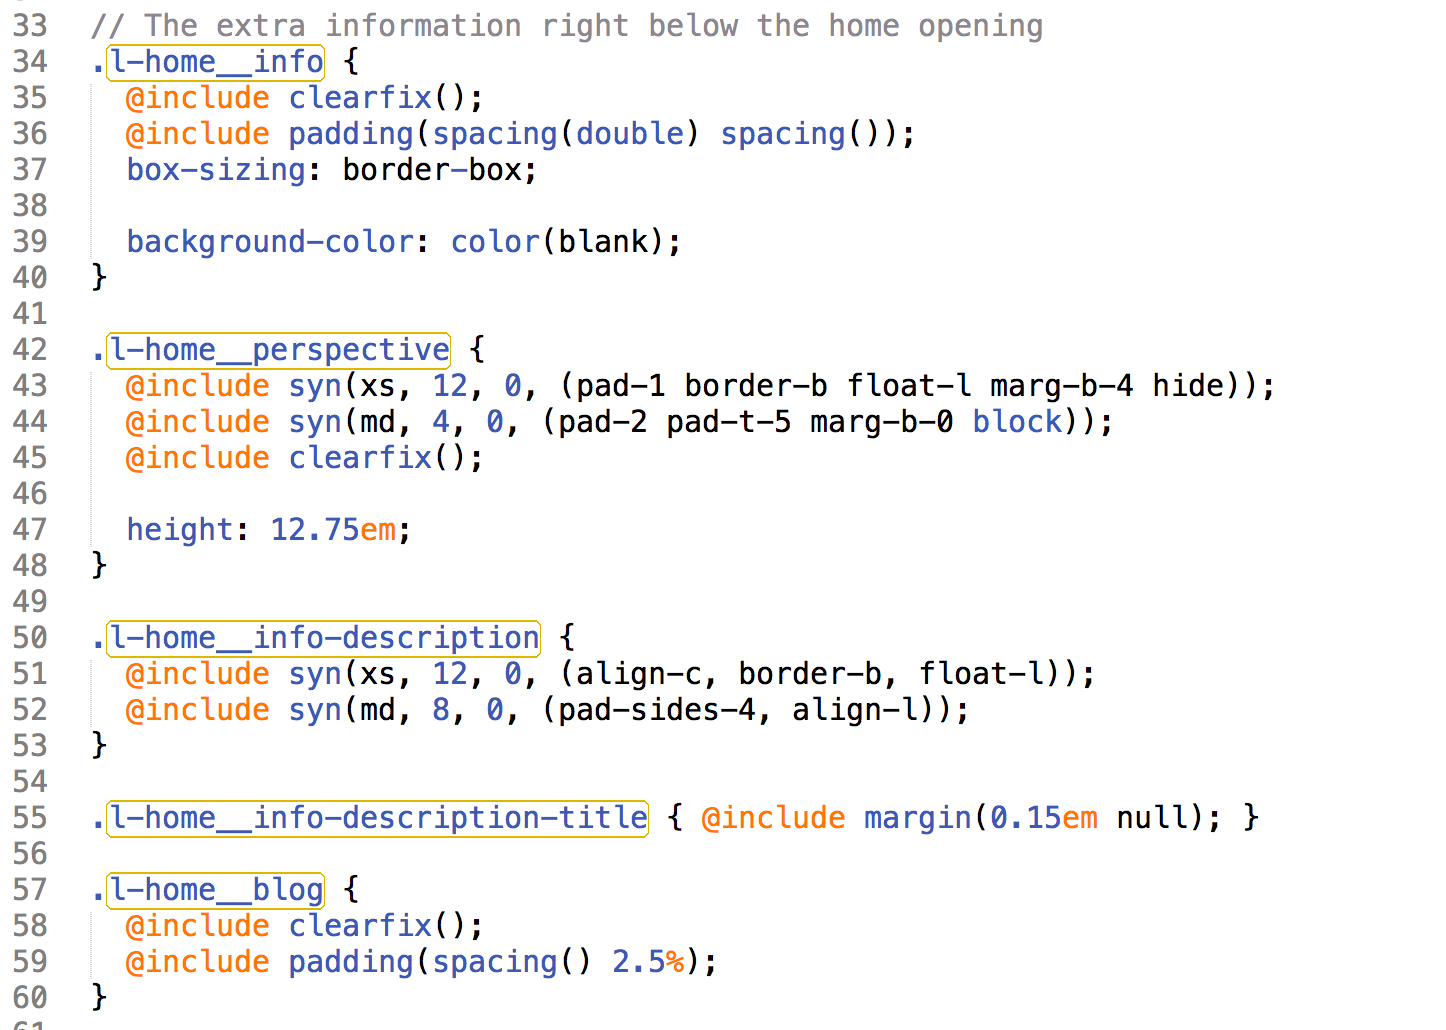 33 // The extra information right below the home opening
34 .l-home__info {
35   @include clearfix();
36   @include padding(spacing(double) spacing());
37   box-sizing: border-box;
38
39   background-color: color(blank);
40 }
41
42 .l-home__perspective {
43   @include syn(xs, 12, 0, (pad-1 border-b float-l marg-b-4 hide));
44   @include syn(md, 4, 0, (pad-2 pad-t-5 marg-b-0 block));
45   @include clearfix();
46
47   height: 12.75em;
48 }
49
50 .l-home__info-description {
51   @include syn(xs, 12, 0, (align-c, border-b, float-l));
52   @include syn(md, 8, 0, (pad-sides-4, align-l));
53 }
54
55 .l-home__info-description-title { @include margin(0.15em null); }
56
57 .l-home__blog {
58   @include clearfix();
59   @include padding(spacing() 2.5%);
60 }
61